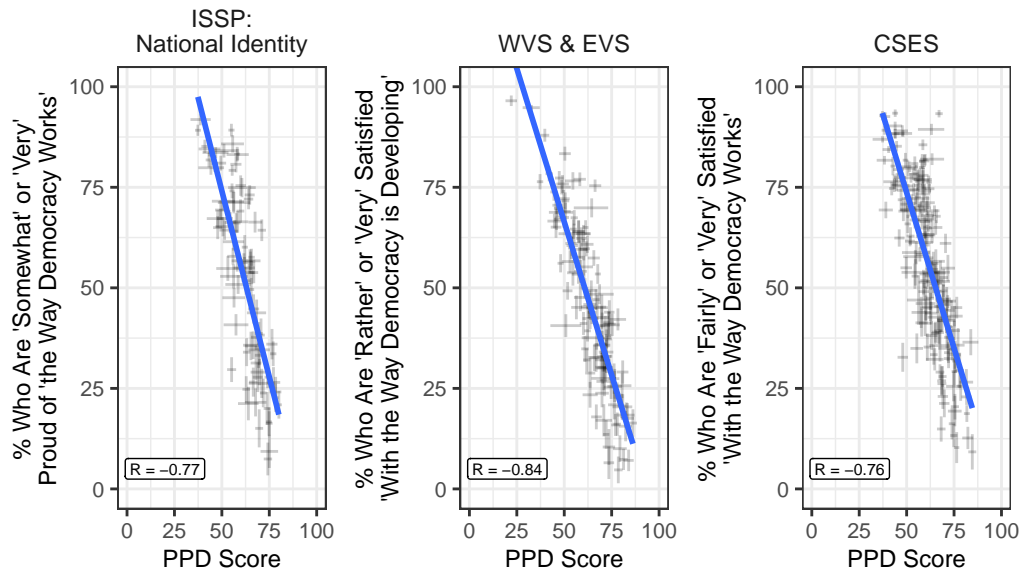 ISSP:
National Identity
% Who Are 'Somewhat' or 'Very'
Proud of 'the Way Democracy Works'
100
75
50
25
0
R = −0.77
0 25 50 75 100
PPD Score
WVS & EVS
% Who Are 'Rather' or 'Very' Satisfied
'With the Way Democracy is Developing'
100
75
50
25
0
R = −0.84
0 25 50 75 100
PPD Score
CSES
% Who Are 'Fairly' or 'Very' Satisfied
'With the Way Democracy Works'
100
75
50
25
0
R = −0.76
0 25 50 75 100
PPD Score